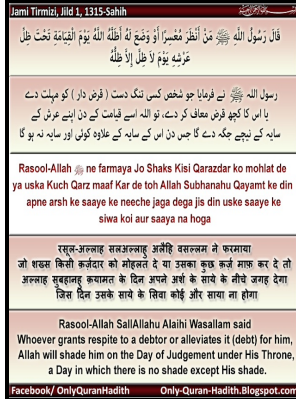 Jami Tirmizi, Jild 1, 1315-Sahih
قَالَ رَسُولُ اللَّهِ ﷺ مَنْ أَنْظَرَ مُعْسِرًا أَوْ وَضَعَ لَهُ أَظَلَّهُ اللَّهُ يَوْمَ الْقِيَامَةِ تَحْتَ ظِلِّ
عَرْشِهِ يَوْمَ لَا ظِلَّ إِلَّا ظِلُّهُ
رسول اللہ ﷺ نے فرمایا جو شخص کسی تنگ دست ( قرض دار ) کو مہلت دے
یا اس کا کچھ قرض معاف کر دے، تو اللہ اسے قیامت کے دن اپنے عرش کے
سایہ کے نیچے جگہ دے گا جس دن اس کے سایہ کے علاوہ کوئی اور سایہ نہ ہو گا
Rasool-Allah ﷺ ne farmaya Jo Shaks Kisi Qarazdar ko mohlat de
ya uska Kuch Qarz maaf Kar de toh Allah Subhanahu Qayamt ke din
apne arsh ke saaye ke neeche jaga dega jis din uske saaye ke
siwa koi aur saaya na hoga
रसूल-अल्लाह सलअल्लाहु अलैहि वसल्लम ने फरमाया
जो शख्स किसी क़र्ज़दार को मोहलत दे या उसका कुछ क़र्ज़ माफ़ कर दे तो
अल्लाह सुबहानहु क़यामत के दिन अपने अर्श के साये के नीचे जगह देगा
जिस दिन उसके साये के सिवा कोई और साया ना होगा
Rasool-Allah SallAllahu Alaihi Wasallam said
Whoever grants respite to a debtor or alleviates it (debt) for him,
Allah will shade him on the Day of Judgement under His Throne,
a Day in which there is no shade except His shade.
Facebook/ OnlyQuranHadith Only-Quran-Hadith.Blogspot.com